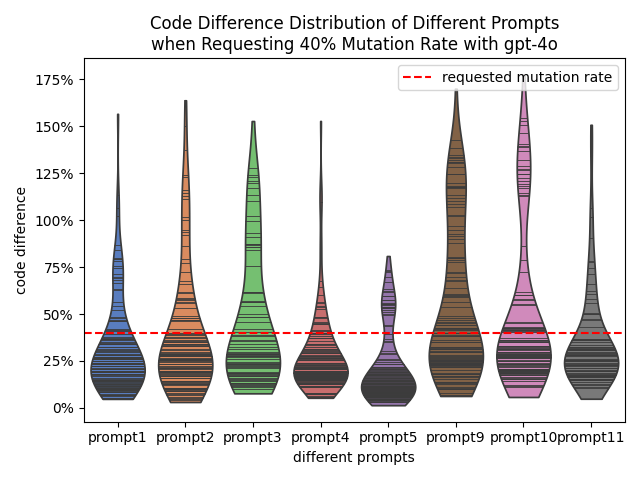 Code Difference Distribution of Different Prompts
when Requesting 40% Mutation Rate with gpt-4o
requested mutation rate
175%
150%
125%
100%
75%
50%
25%
0%
code difference
prompt1 prompt2 prompt3 prompt4 prompt5 prompt9 prompt10 prompt11
different prompts